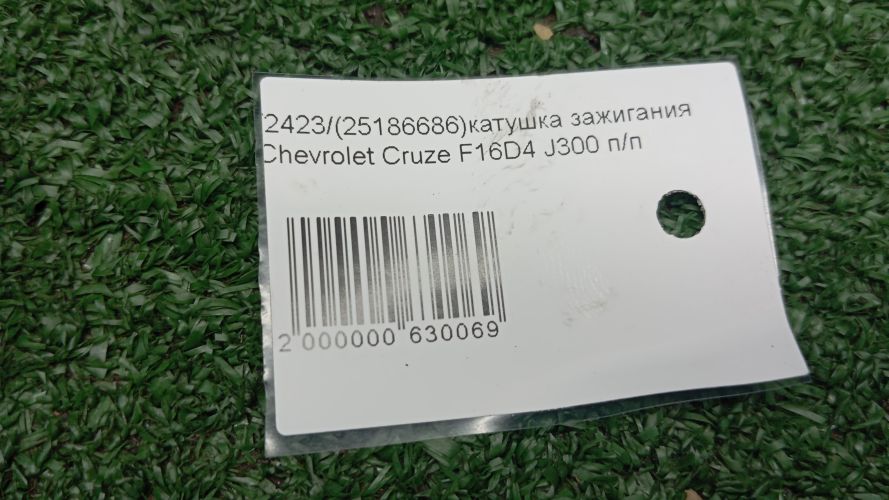 2423/(25186686)катушка зажигания
Chevrolet Cruze F16D4 J300 п/п
2 000000 630069